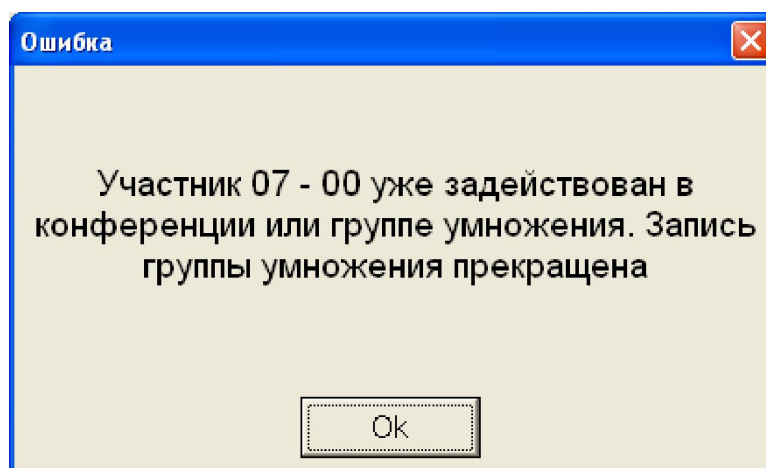 Ошибка
Участник 07 - 00 уже задействован в
конференции или группе умножения. Запись
группы умножения прекращена
Ok